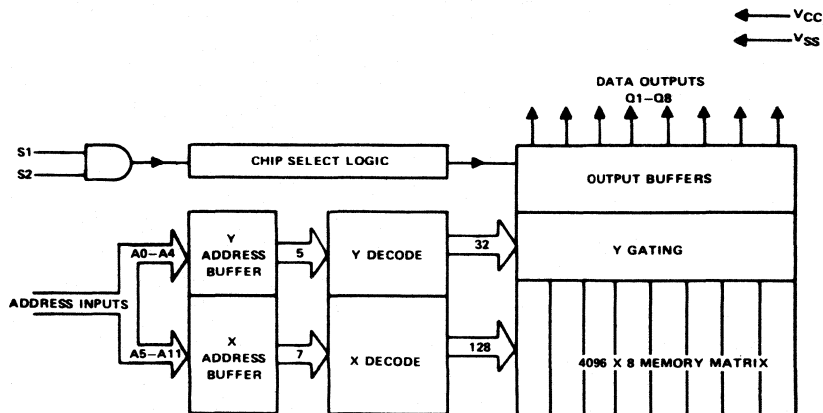 VCC
VSS
DATA OUTPUTS
Q1–Q8
S1
S2
CHIP SELECT LOGIC
OUTPUT BUFFERS
ADDRESS INPUTS
A0–A4
Y
ADDRESS
BUFFER
5
Y DECODE
32
Y GATING
A5–A11
X
ADDRESS
BUFFER
7
X DECODE
128
4096 X 8 MEMORY MATRIX